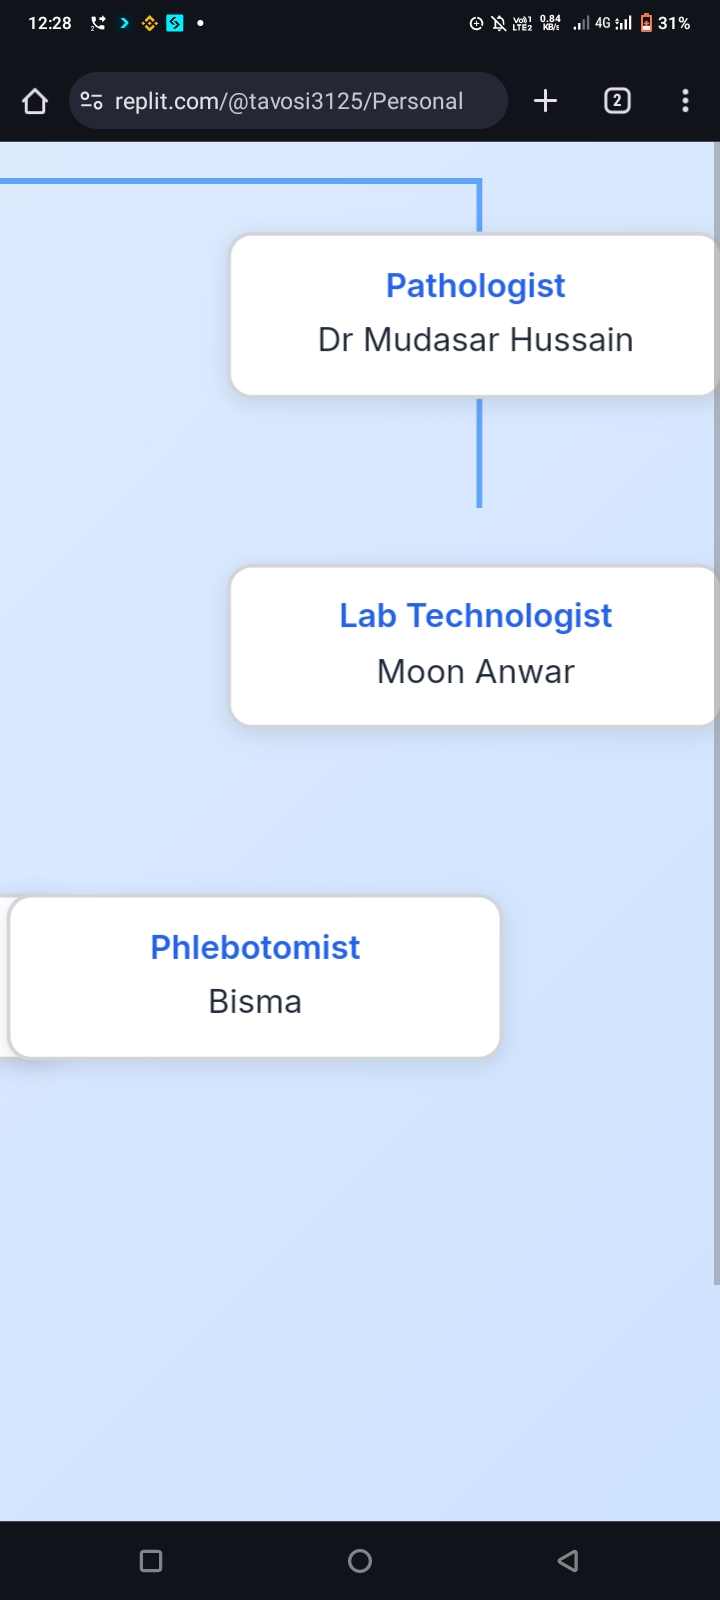 12:28
Vo))1 LTE2
0.84 KB/s
4G
31%
replit.com/@tavosi3125/Personal
2
Pathologist
Dr Mudasar Hussain
Lab Technologist
Moon Anwar
Phlebotomist
Bisma